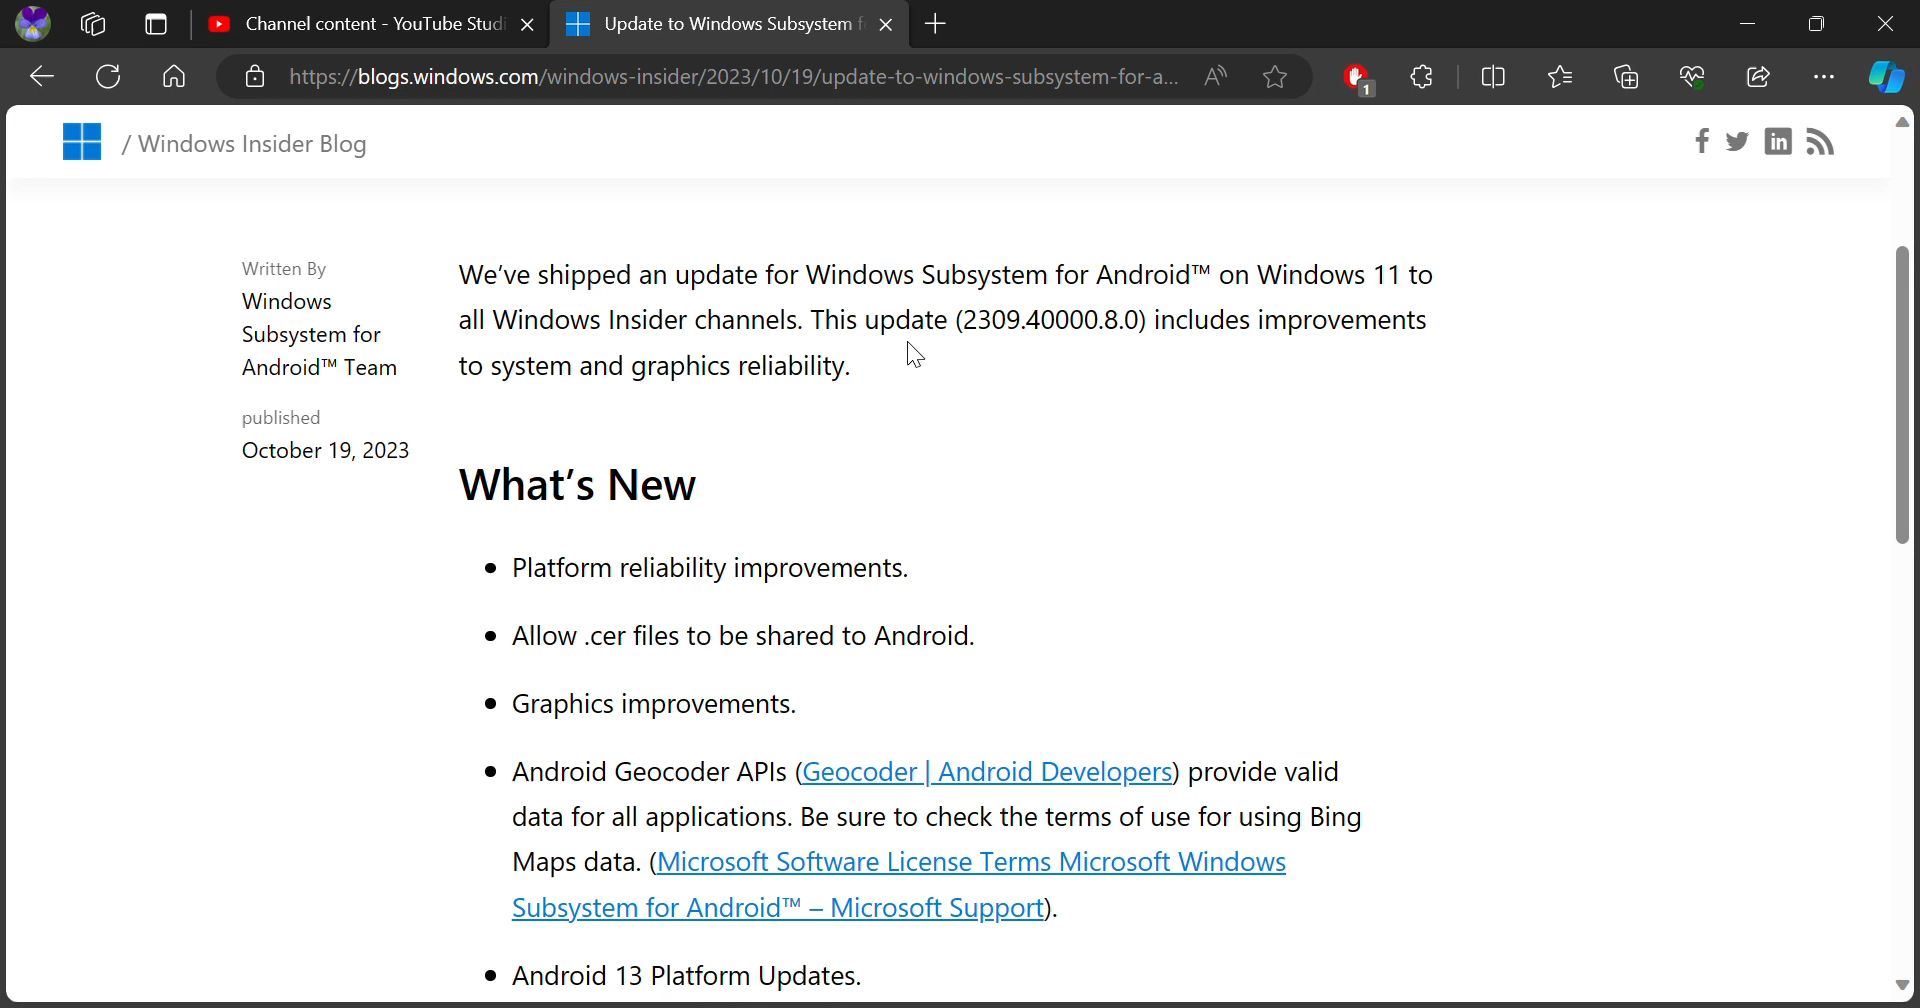 Channel content - YouTube Studi
Update to Windows Subsystem f
https://blogs.windows.com/windows-insider/2023/10/19/update-to-windows-subsystem-for-a...
A))
1
/ Windows Insider Blog
f
in
Written By
Windows
Subsystem for
Android™ Team
published
October 19, 2023
We've shipped an update for Windows Subsystem for Android™ on Windows 11 to
all Windows Insider channels. This update (2309.40000.8.0) includes improvements
to system and graphics reliability.
What's New
• Platform reliability improvements.
• Allow .cer files to be shared to Android.
• Graphics improvements.
• Android Geocoder APIs (Geocoder | Android Developers) provide valid
data for all applications. Be sure to check the terms of use for using Bing
Maps data. (Microsoft Software License Terms Microsoft Windows
Subsystem for Android™ – Microsoft Support).
• Android 13 Platform Updates.